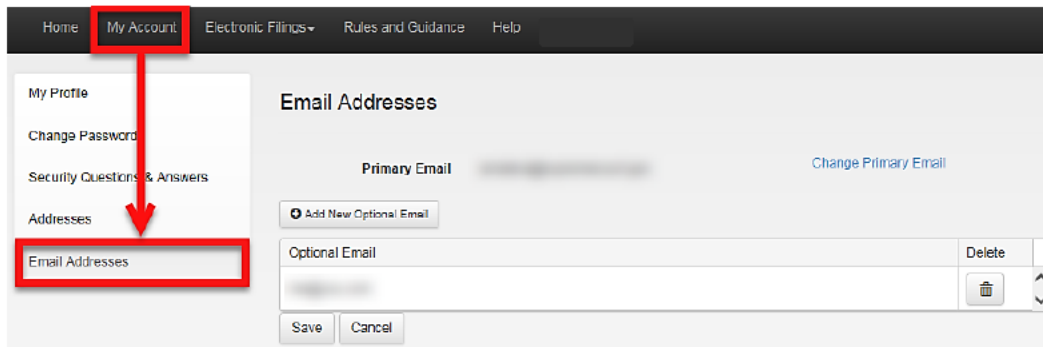 Home My Account Electronic Filings Rules and Guidance Help
My Profile
Email Addresses
Change Password
Primary Email Change Primary Email
Security Questions & Answers
Addresses
Add New Optional Email
Email Addresses
Optional Email Delete
Save Cancel